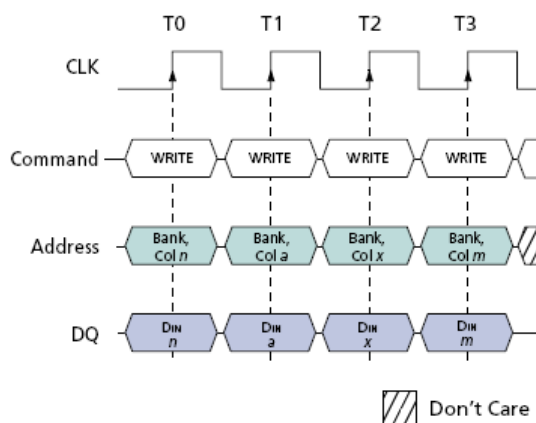 T0 T1 T2 T3
CLK
Command WRITE WRITE WRITE WRITE
Address Bank, Col n Bank, Col a Bank, Col x Bank, Col m
DQ DIN n DIN a DIN x DIN m
Don't Care